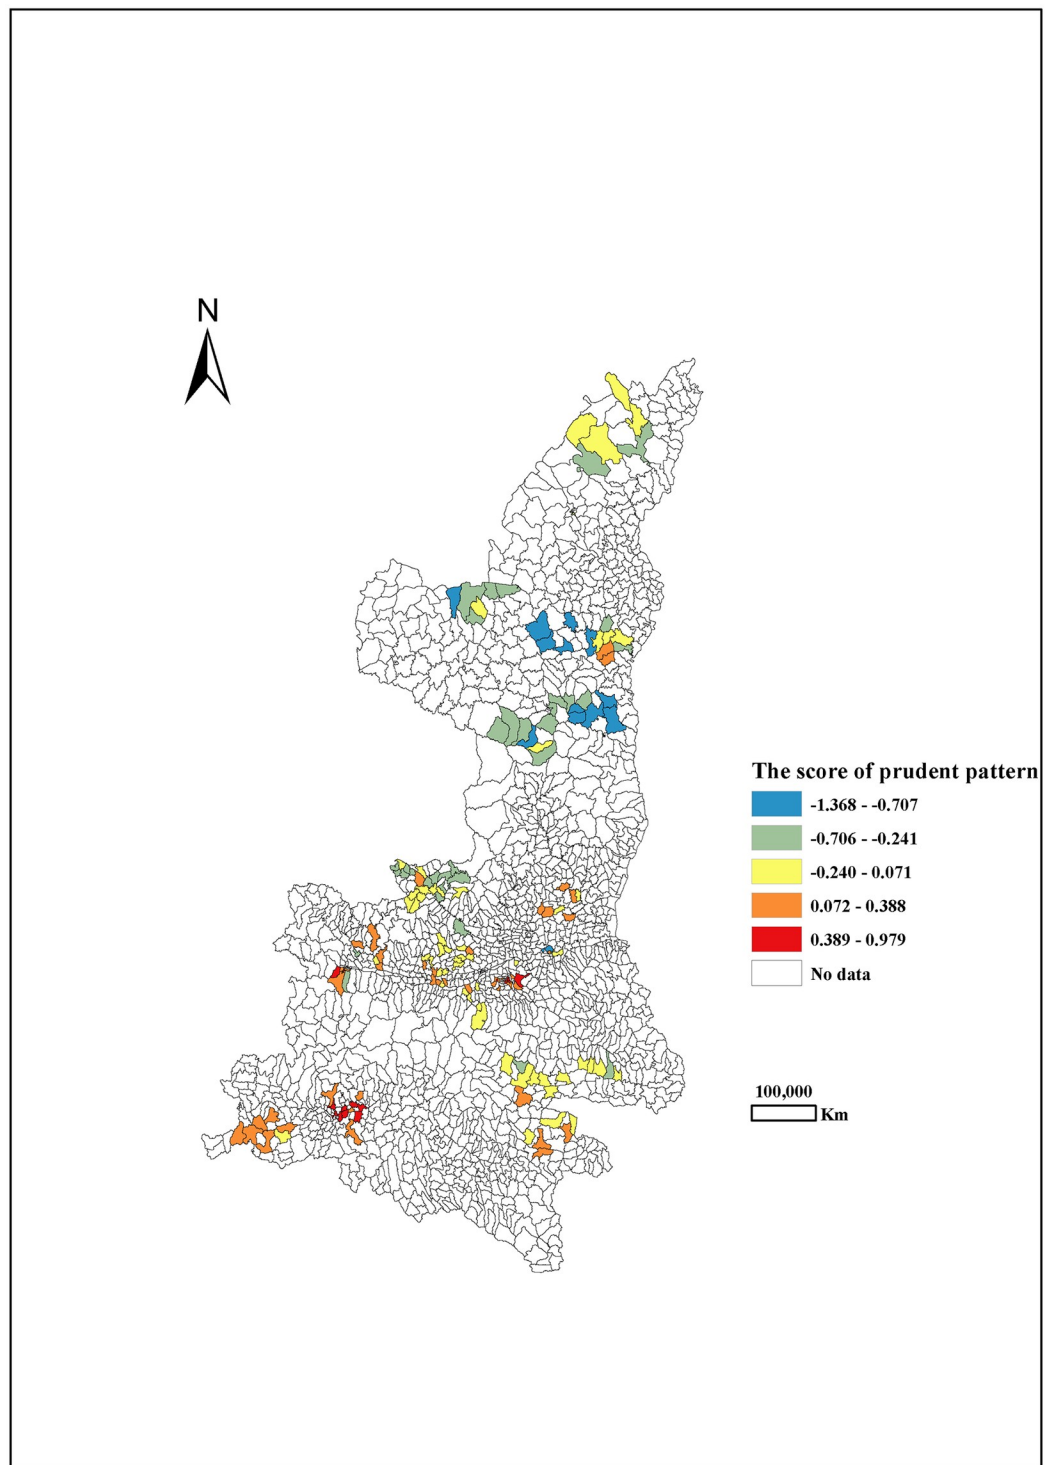 N
The score of prudent pattern
-1.368 - -0.707
-0.706 - -0.241
-0.240 - 0.071
0.072 - 0.388
0.389 - 0.979
No data
100,000
Km